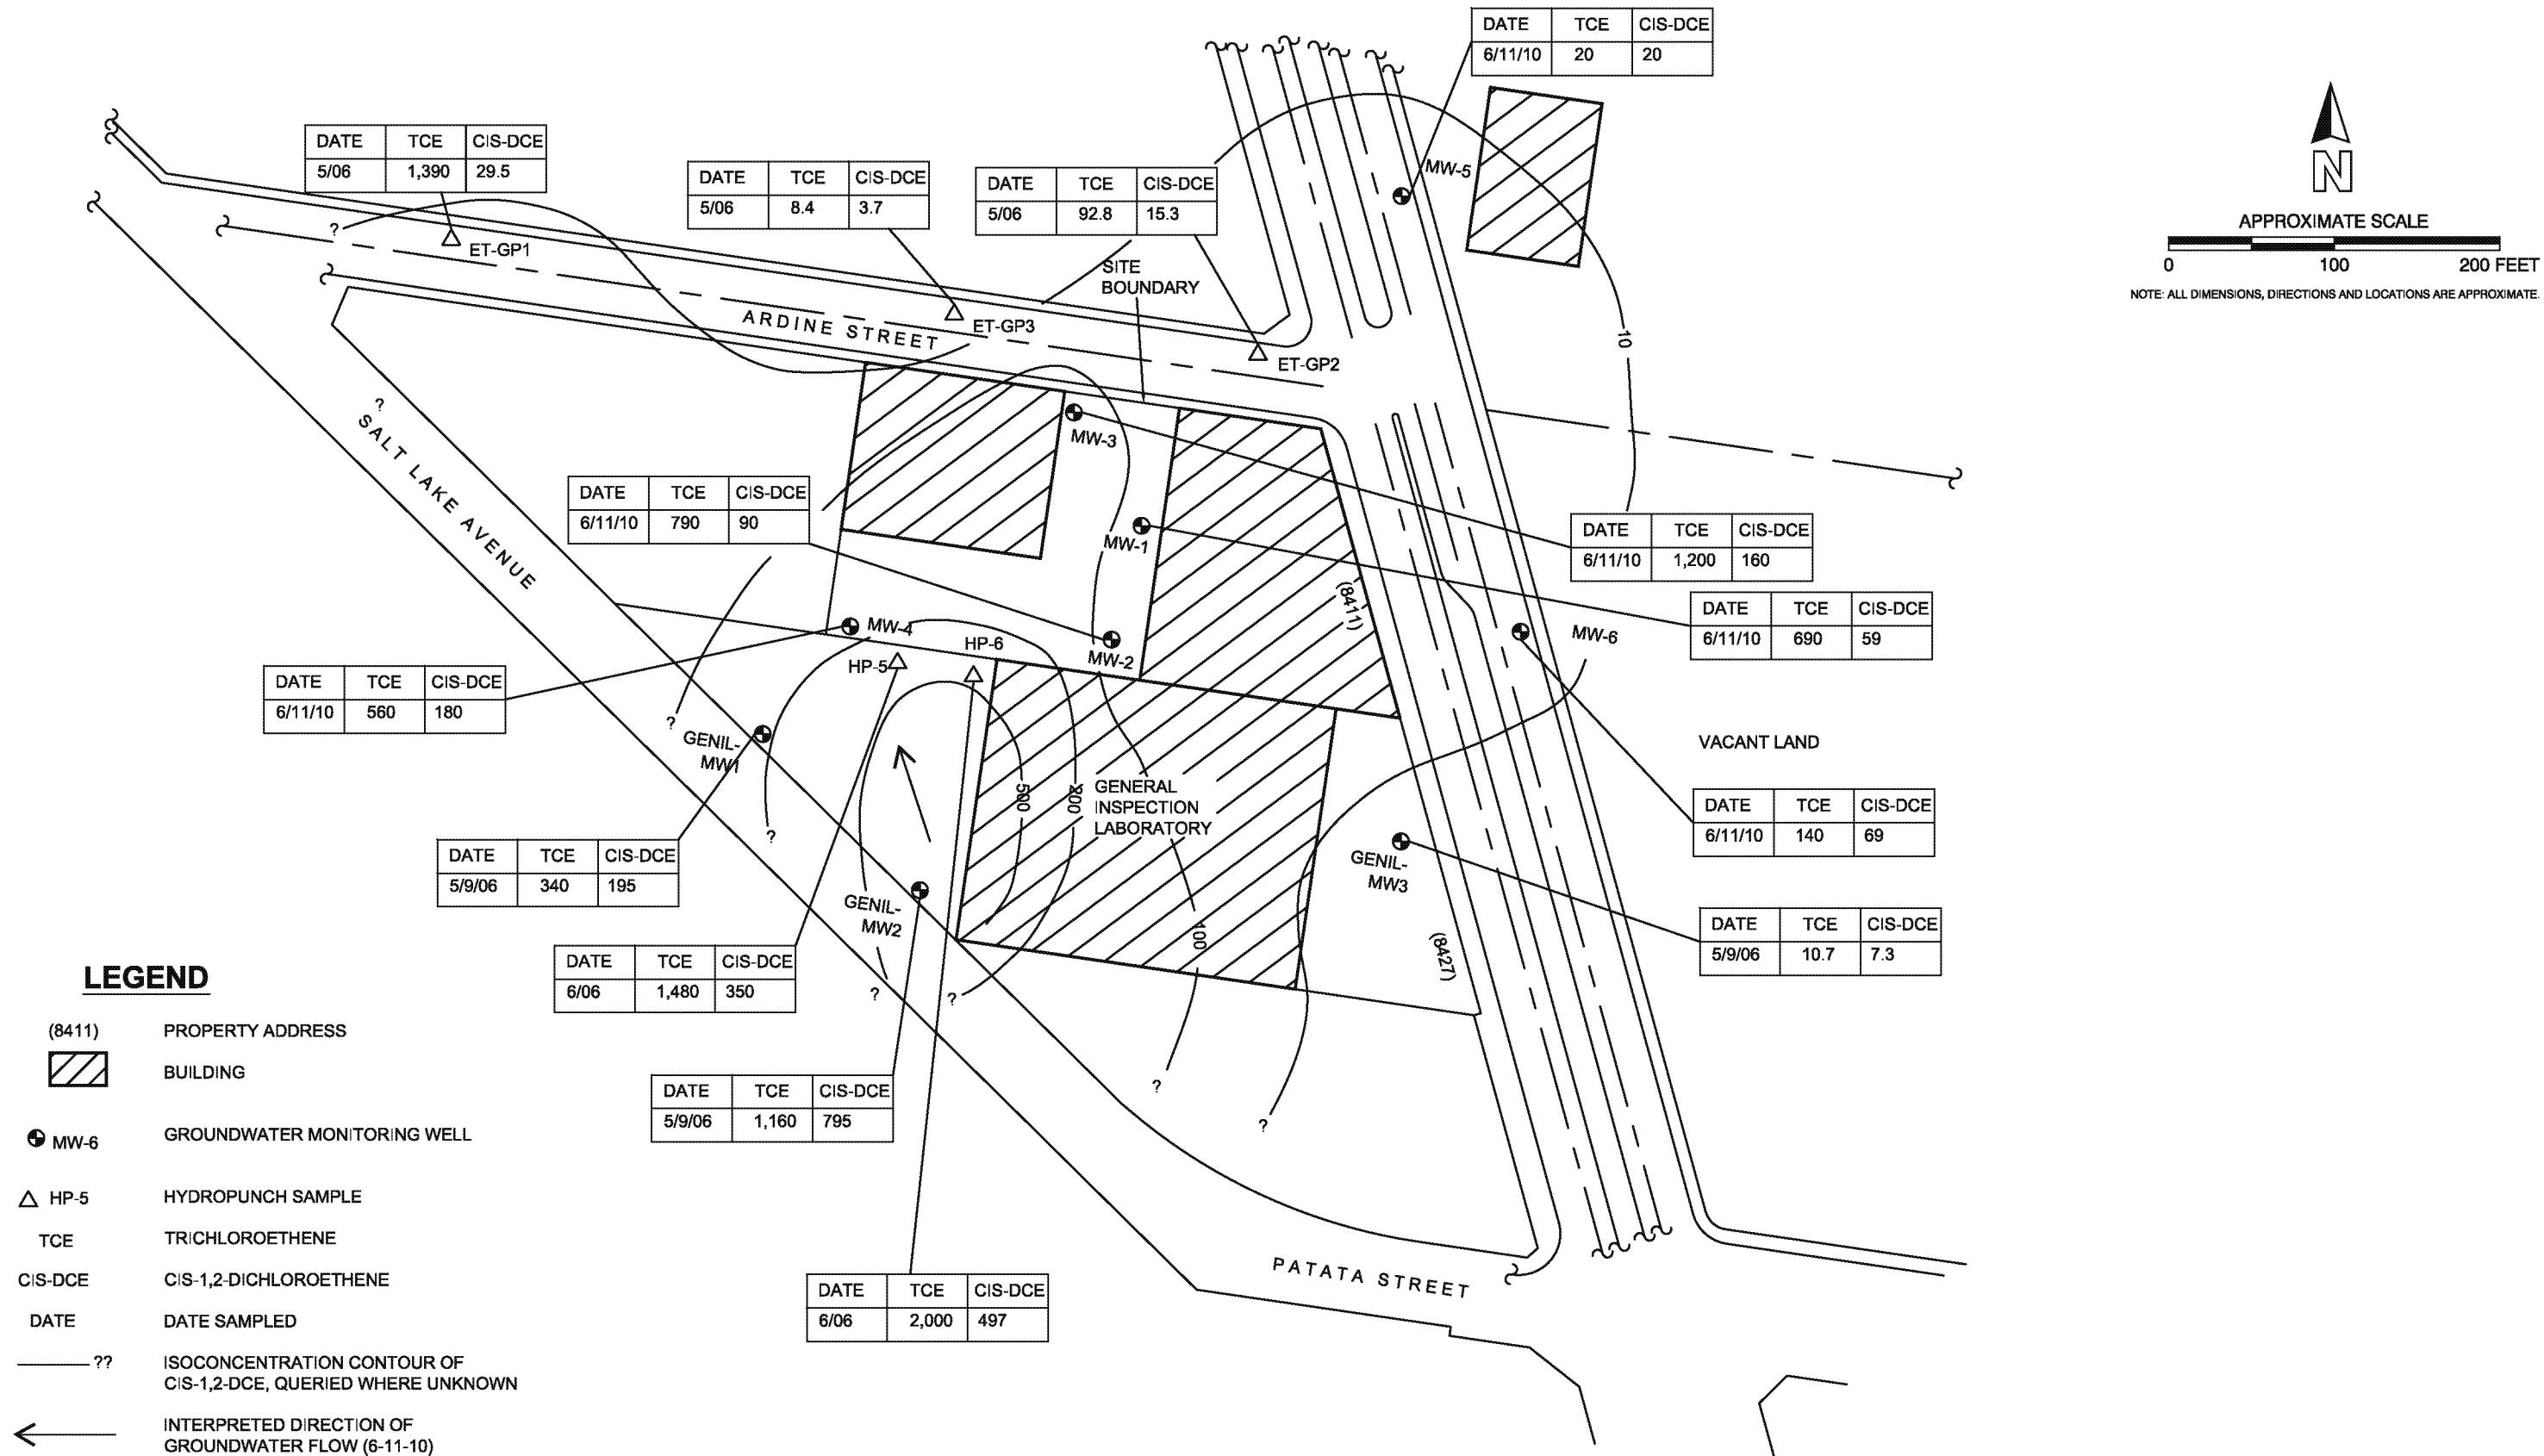 DATE TCE CIS-DCE
6/11/10 20 20
DATE TCE CIS-DCE
5/06 1,390 29.5
DATE TCE CIS-DCE
5/06 8.4 3.7
DATE TCE CIS-DCE
5/06 92.8 15.3
MW-5
N
APPROXIMATE SCALE
0 100 200 FEET
NOTE: ALL DIMENSIONS, DIRECTIONS AND LOCATIONS ARE APPROXIMATE.
?
ET-GP1
SITE
BOUNDARY
ARDINE STREET
ET-GP3
ET-GP2
10
?
SALT LAKE AVENUE
MW-3
DATE TCE CIS-DCE
6/11/10 790 90
MW-1
DATE TCE CIS-DCE
6/11/10 1,200 160
(8411)
DATE TCE CIS-DCE
6/11/10 690 59
MW-4
HP-6
HP-5
MW-2
MW-6
DATE TCE CIS-DCE
6/11/10 560 180
?
GENIL-
MW1
VACANT LAND
500
200
GENERAL
INSPECTION
LABORATORY
?
DATE TCE CIS-DCE
6/11/10 140 69
DATE TCE CIS-DCE
5/9/06 340 195
GENIL-
MW3
GENIL-
MW2
100
(8427)
DATE TCE CIS-DCE
5/9/06 10.7 7.3
DATE TCE CIS-DCE
6/06 1,480 350
?
?
?
?
DATE TCE CIS-DCE
5/9/06 1,160 795
DATE TCE CIS-DCE
6/06 2,000 497
PATATA STREET
LEGEND
(8411) PROPERTY ADDRESS
BUILDING
MW-6 GROUNDWATER MONITORING WELL
HP-5 HYDROPUNCH SAMPLE
TCE TRICHLOROETHENE
CIS-DCE CIS-1,2-DICHLOROETHENE
DATE DATE SAMPLED
?? ISOCONCENTRATION CONTOUR OF
CIS-1,2-DCE, QUERIED WHERE UNKNOWN
INTERPRETED DIRECTION OF
GROUNDWATER FLOW (6-11-10)